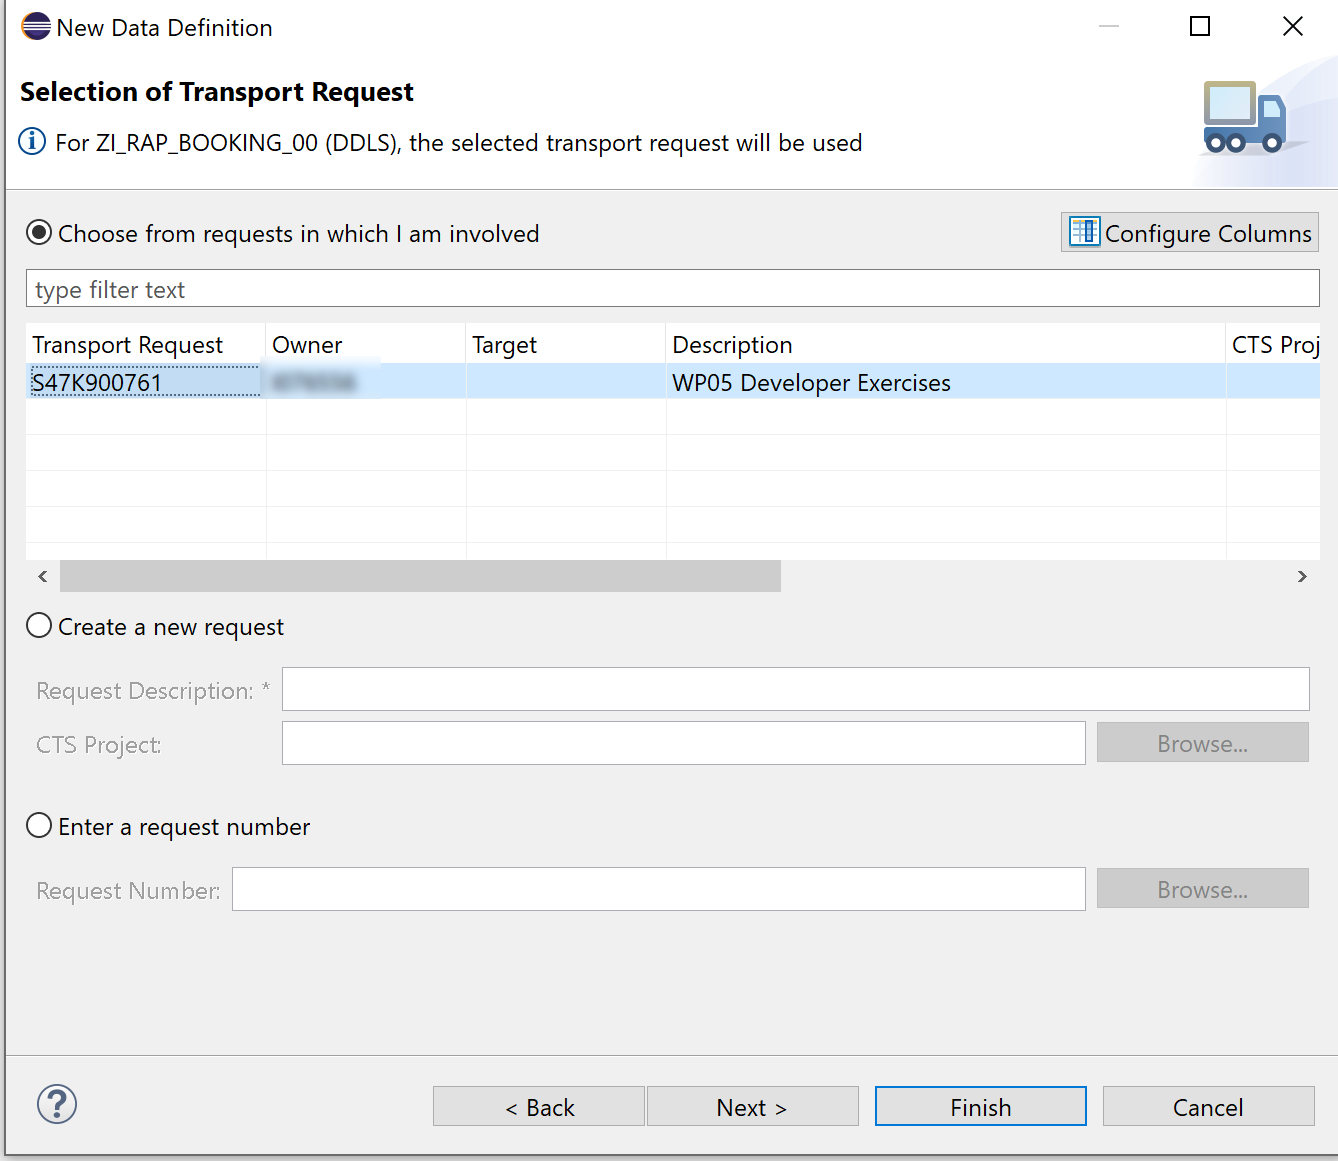 New Data Definition
Selection of Transport Request
For ZI_RAP_BOOKING_00 (DDLS), the selected transport request will be used
Choose from requests in which I am involved
Configure Columns
type filter text
Transport Request Owner Target Description CTS Proj
S47K900761 WP05 Developer Exercises
Create a new request
Request Description: *
CTS Project: Browse...
Enter a request number
Request Number: Browse...
? < Back Next > Finish Cancel